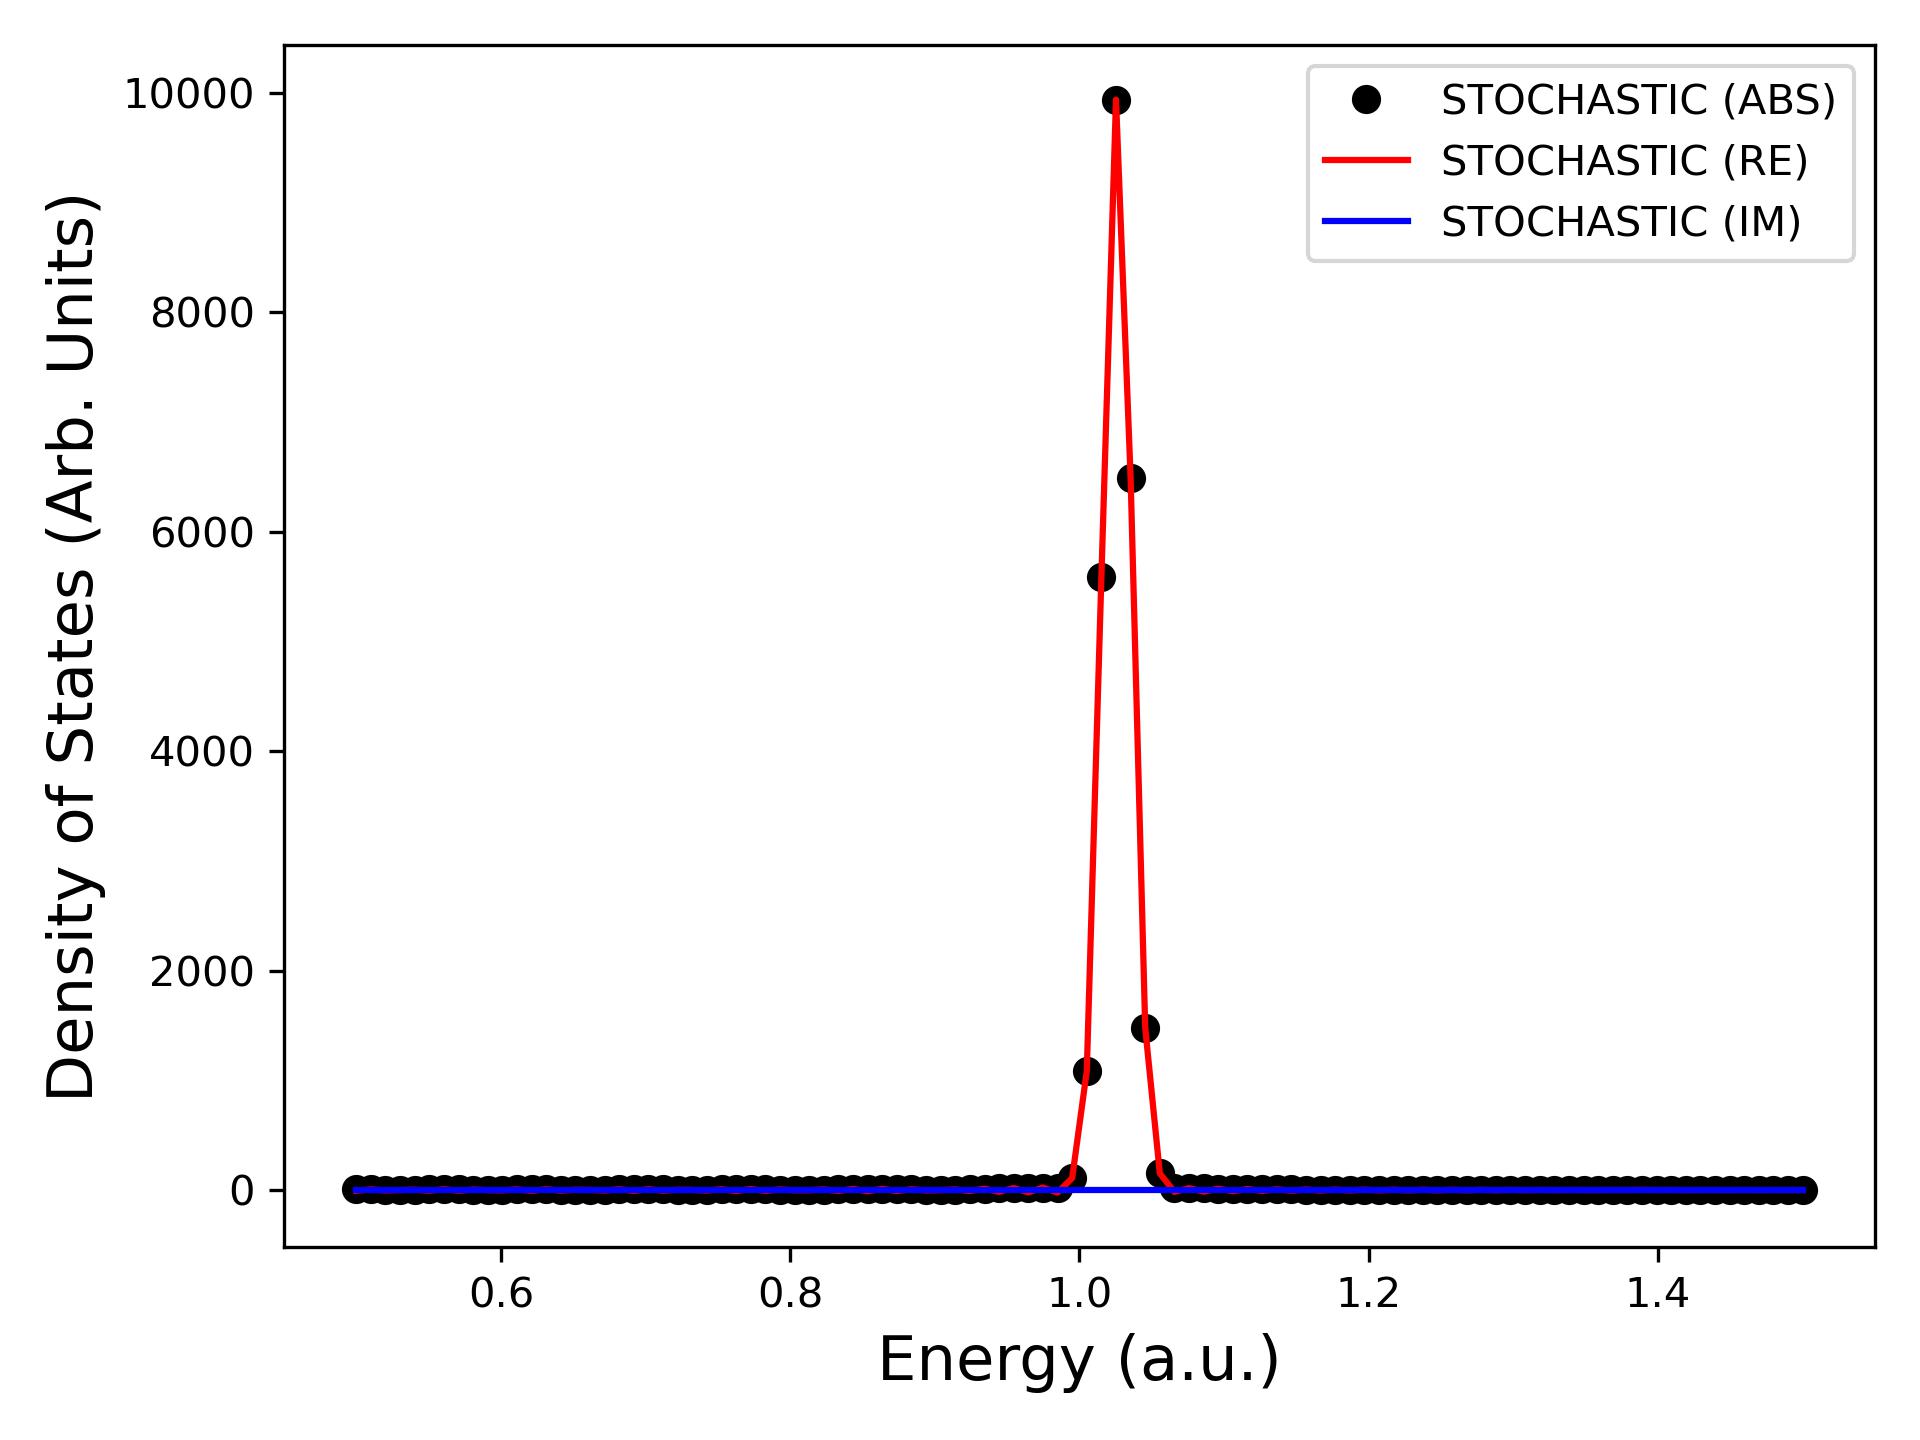 10000
8000
6000
4000
2000
0
Density of States (Arb. Units)
STOCHASTIC (ABS)
STOCHASTIC (RE)
STOCHASTIC (IM)
0.6 0.8 1.0 1.2 1.4
Energy (a.u.)